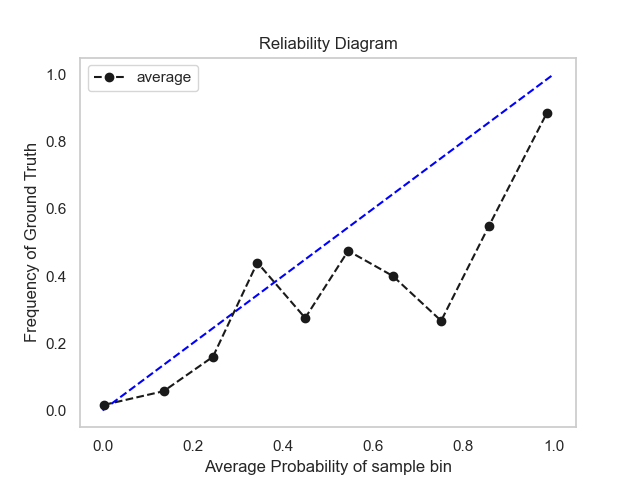 Reliability Diagram
average
Frequency of Ground Truth
1.0
0.8
0.6
0.4
0.2
0.0
0.0 0.2 0.4 0.6 0.8 1.0
Average Probability of sample bin